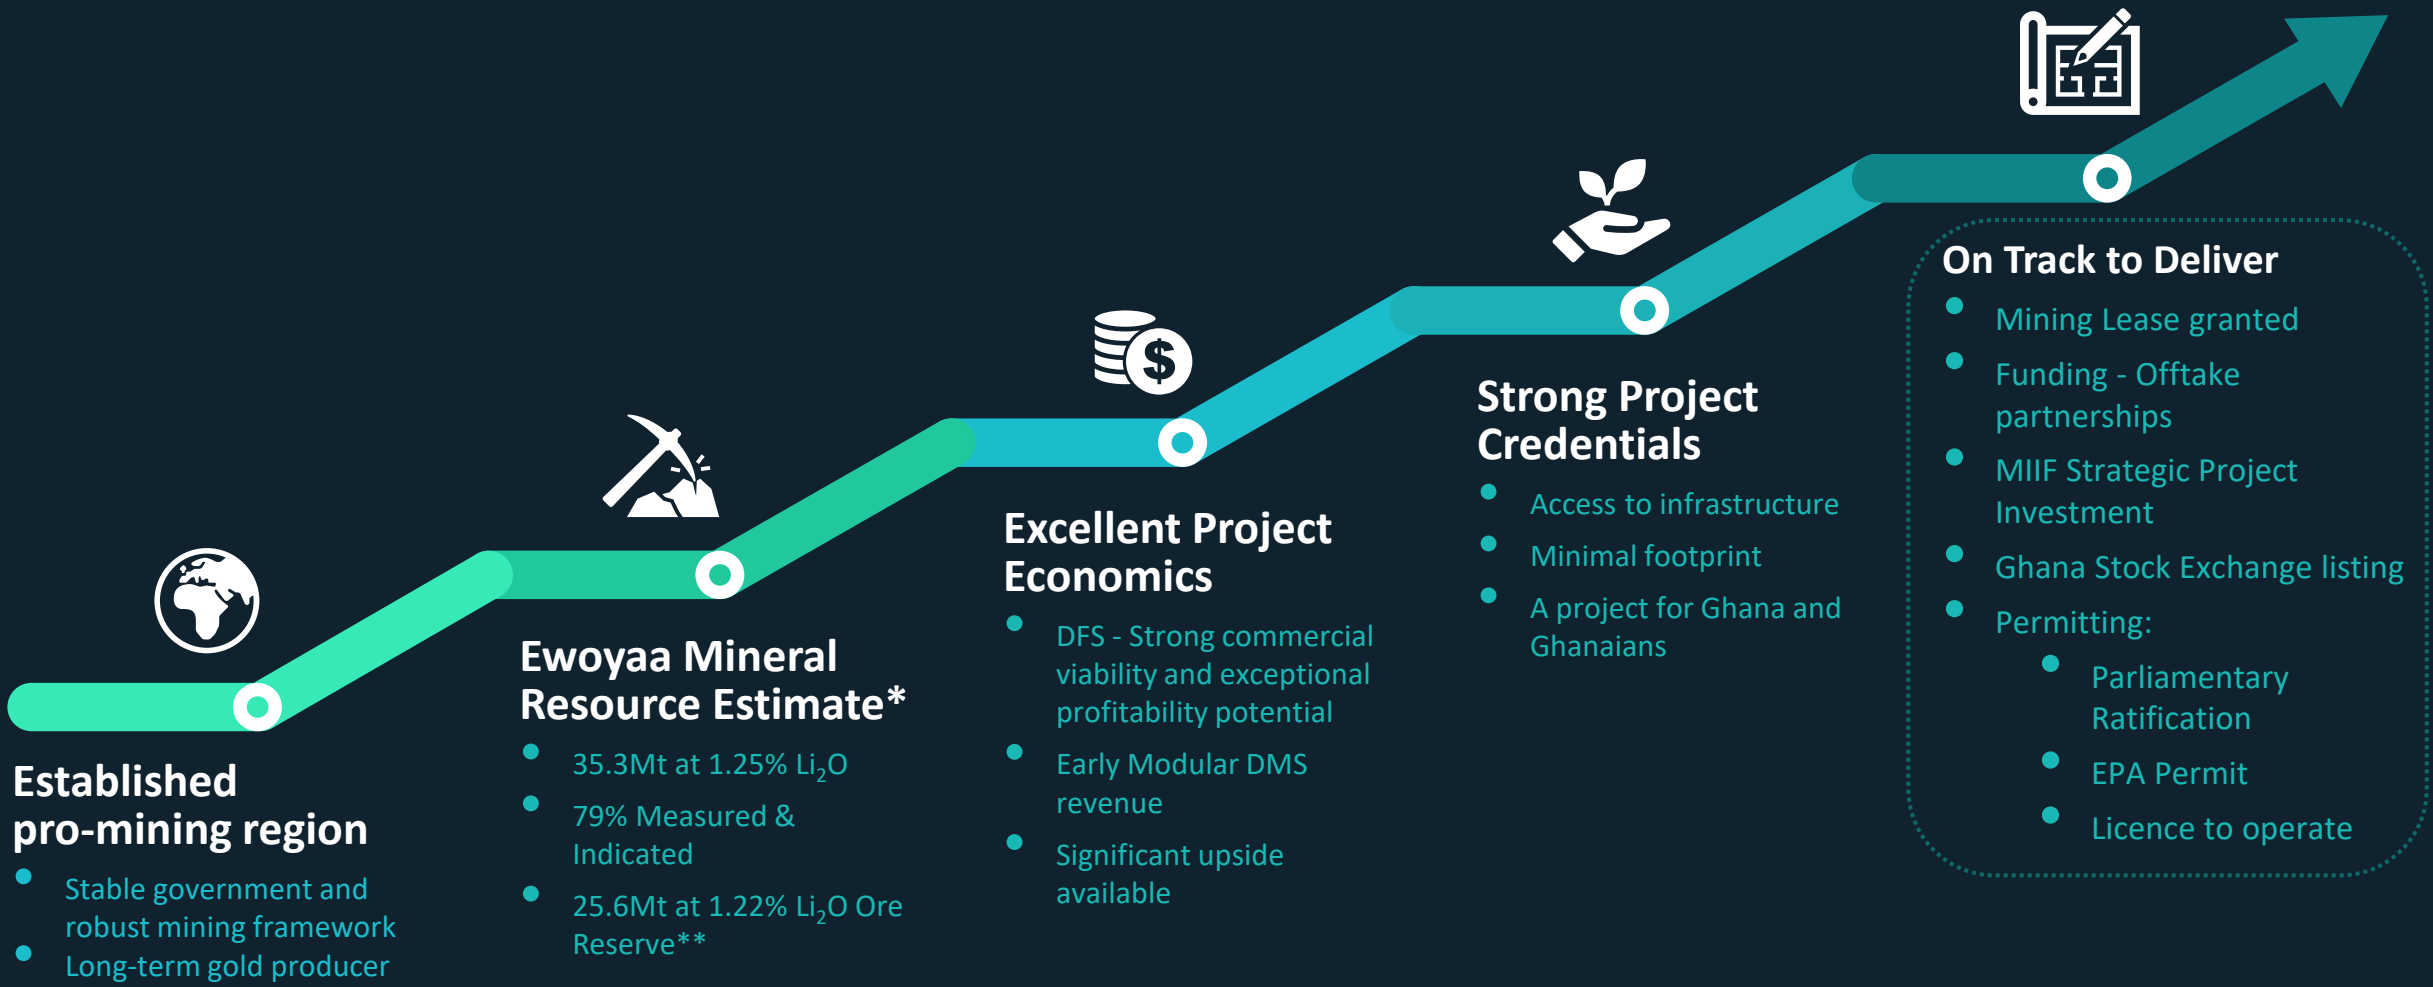 Established
pro-mining region
Stable government and
robust mining framework
Long-term gold producer
Ewoyaa Mineral
Resource Estimate*
35.3Mt at 1.25% Li₂O
79% Measured &
Indicated
25.6Mt at 1.22% Li₂O Ore
Reserve**
$
Excellent Project
Economics
DFS - Strong commercial
viability and exceptional
profitability potential
Early Modular DMS
revenue
Significant upside
available
Strong Project
Credentials
Access to infrastructure
Minimal footprint
A project for Ghana and
Ghanaians
On Track to Deliver
Mining Lease granted
Funding - Offtake
partnerships
MIIF Strategic Project
Investment
Ghana Stock Exchange listing
Permitting:
Parliamentary
Ratification
EPA Permit
Licence to operate